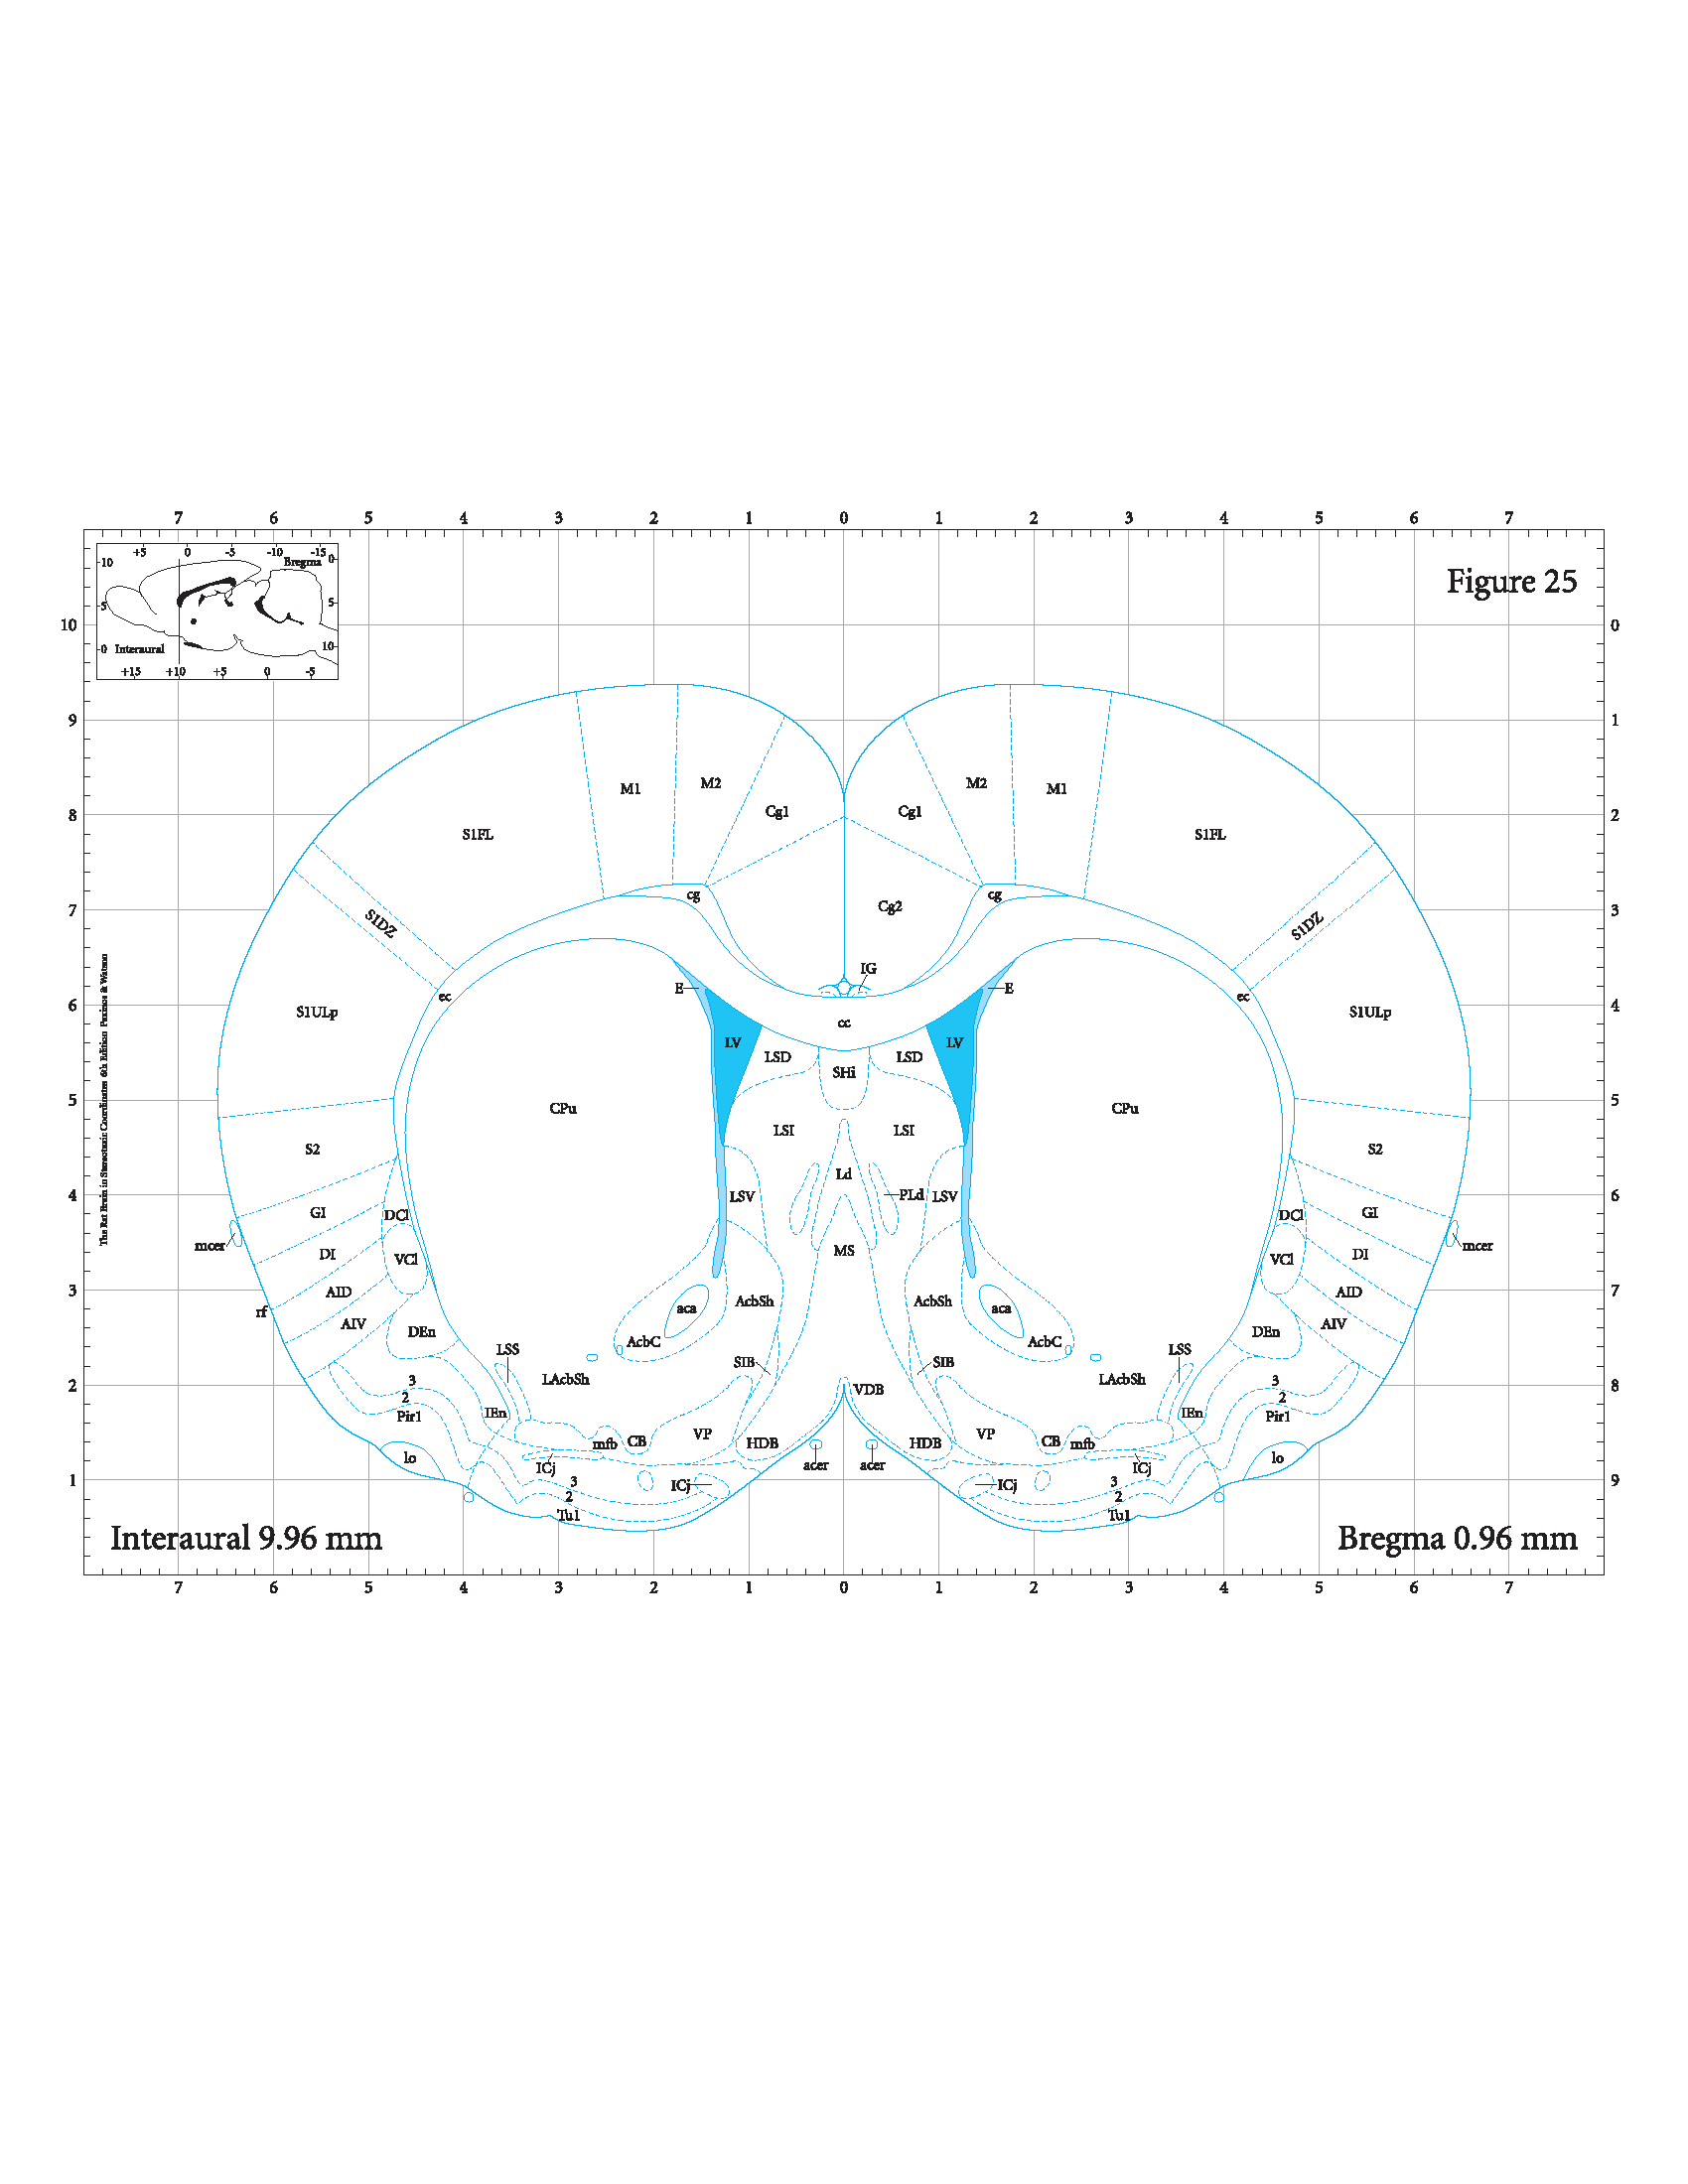 7 6 5 4 3 2 1 0 1 2 3 4 5 6 7
+5 0 -5 -10 -15
Bregma
10 0
5 5
0 Interaural 10
+15 +10 +5 0 -5
Figure 25
10 0
9 1
8 2
7 3
6 4
5 5
4 6
3 7
2 8
1 9
The Rat Brain in Stereotaxic Coordinates 6th Edition Paxinos & Watson
M1 M2 Cg1 Cg1 M2 M1
S1FL S1FL
cg Cg2 cg
S1DZ S1DZ
IG
E E
ec ec
S1ULp cc S1ULp
LV LSD LSD LV
SHi
CPu CPu
LSI LSI
S2 S2
Ld
LSV PLd LSV
GI DCl DCl GI
mcer mcer
DI VCl MS VCl DI
AID AcbSh AcbSh AID
rf aca aca
AIV DEn DEn AIV
AcbC AcbC
LSS LSS
SIB SIB
LAcbSh LAcbSh
3 3
2 VDB 2
Pir1 IEn IEn Pir1
mfb CB VP HDB HDB VP CB mfb
lo lo
ICj acer acer ICj
3 ICj ICj 3
2 2
Tu1 Tu1
Interaural 9.96 mm Bregma 0.96 mm
7 6 5 4 3 2 1 0 1 2 3 4 5 6 7